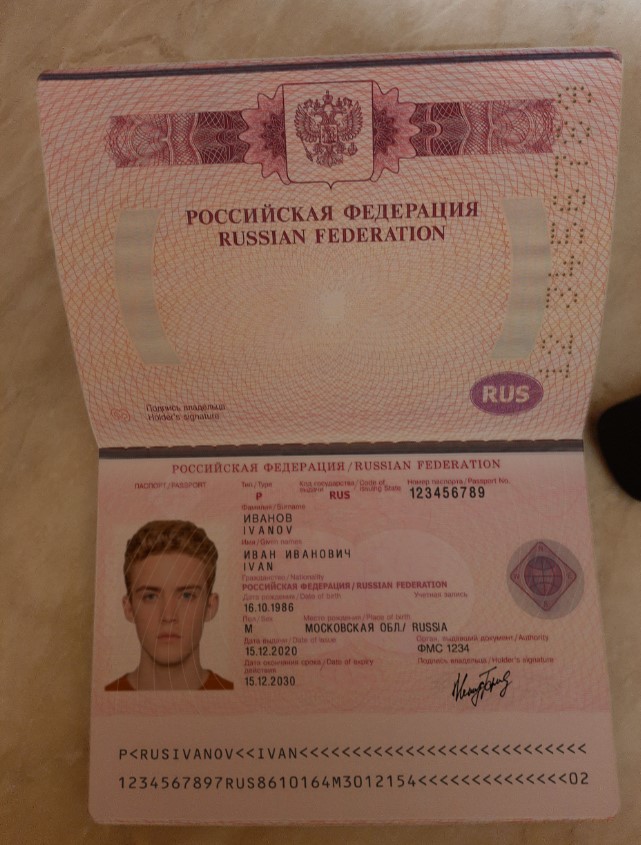 РОССИЙСКАЯ ФЕДЕРАЦИЯ
RUSSIAN FEDERATION
12 3456789
Подпись владельца
Holder's signature
RUS
РОССИЙСКАЯ ФЕДЕРАЦИЯ / RUSSIAN FEDERATION
ПАСПОРТ / PASSPORT
Тип / Type
Код государства / Code of
выдачи issuing State
Номер паспорта / Passport No.
P RUS 123456789
Фамилия / Surname
ИВАНОВ
IVANOV
Имя / Given names
ИВАН ИВАНОВИЧ
IVAN
Гражданство / Nationality
РОССИЙСКАЯ ФЕДЕРАЦИЯ / RUSSIAN FEDERATION
Дата рождения / Date of birth Учетная запись
16.10.1986
Пол / Sex Место рождения / Place of birth
М МОСКОВСКАЯ ОБЛ/ RUSSIA
Дата выдачи / Date of issue Орган, выдавший документ / Authority
15.12.2020 ФМС 1234
Дата окончания срока / Date of expiry Подпись владельца / Holder's signature
действия
15.12.2030
P<RUSIVANOV<<IVAN<<<<<<<<<<<<<<<<<<<<<<<<<<<
1234567897RUS8610164M3012154<<<<<<<<<<<<<<02